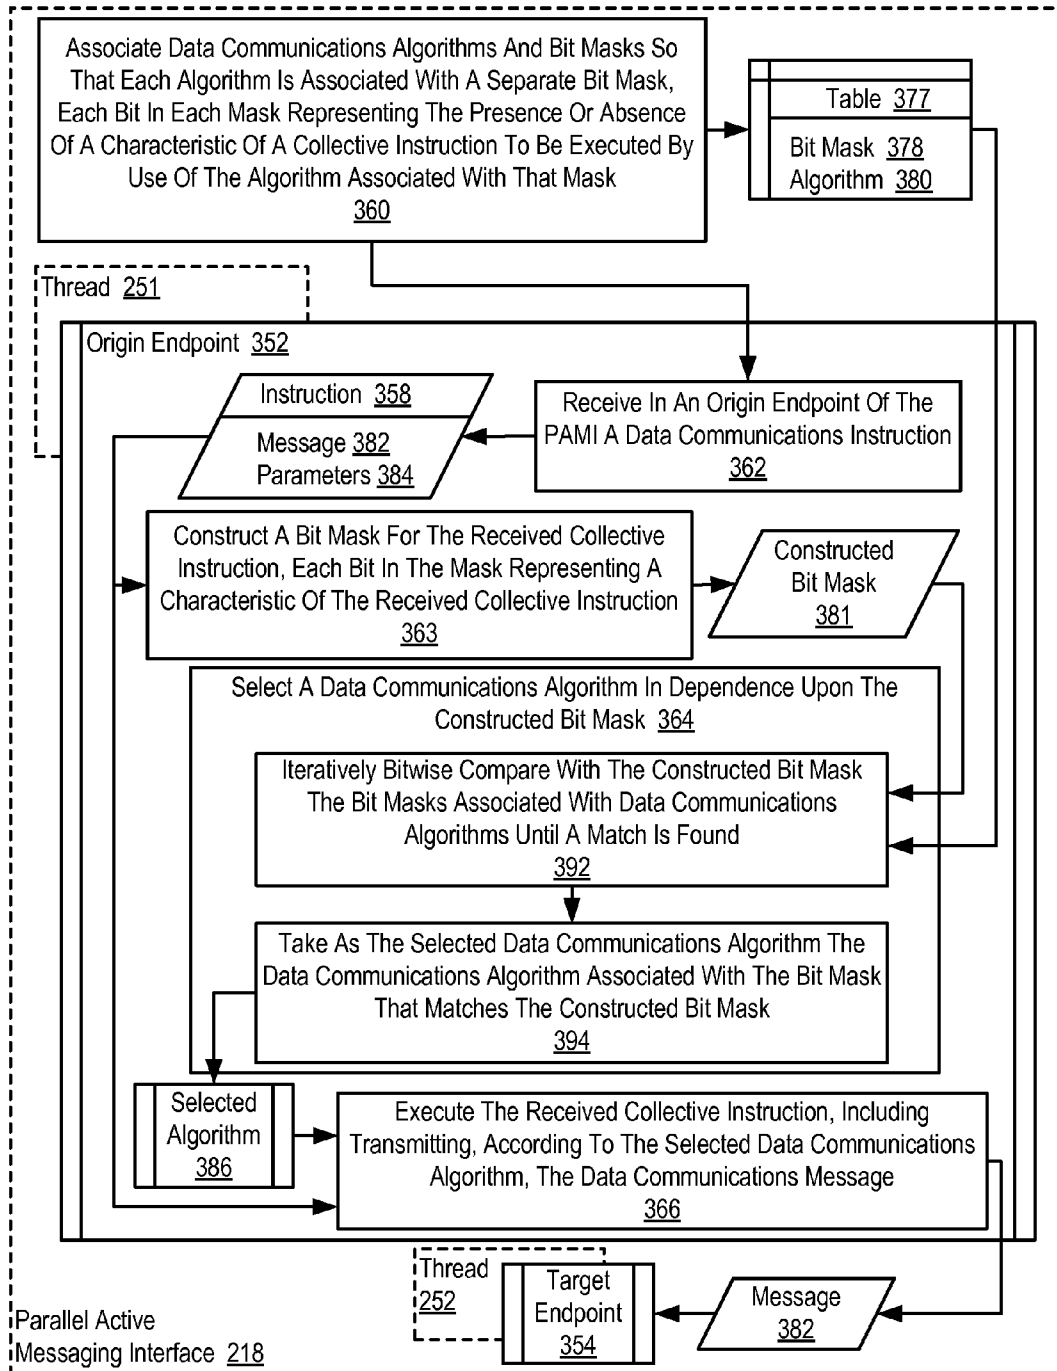 Associate Data Communications Algorithms And Bit Masks So
That Each Algorithm Is Associated With A Separate Bit Mask,
Each Bit In Each Mask Representing The Presence Or Absence
Of A Characteristic Of A Collective Instruction To Be Executed By
Use Of The Algorithm Associated With That Mask
360
Table 377
Bit Mask 378
Algorithm 380
Thread 251
Origin Endpoint 352
Instruction 358
Message 382
Parameters 384
Receive In An Origin Endpoint Of The
PAMI A Data Communications Instruction
362
Construct A Bit Mask For The Received Collective
Instruction, Each Bit In The Mask Representing A
Characteristic Of The Received Collective Instruction
363
Constructed
Bit Mask
381
Select A Data Communications Algorithm In Dependence Upon The
Constructed Bit Mask 364
Iteratively Bitwise Compare With The Constructed Bit Mask
The Bit Masks Associated With Data Communications
Algorithms Until A Match Is Found
392
Take As The Selected Data Communications Algorithm The
Data Communications Algorithm Associated With The Bit Mask
That Matches The Constructed Bit Mask
394
Selected
Algorithm
386
Execute The Received Collective Instruction, Including
Transmitting, According To The Selected Data Communications
Algorithm, The Data Communications Message
366
Thread
252
Target
Endpoint
354
Message
382
Parallel Active
Messaging Interface 218